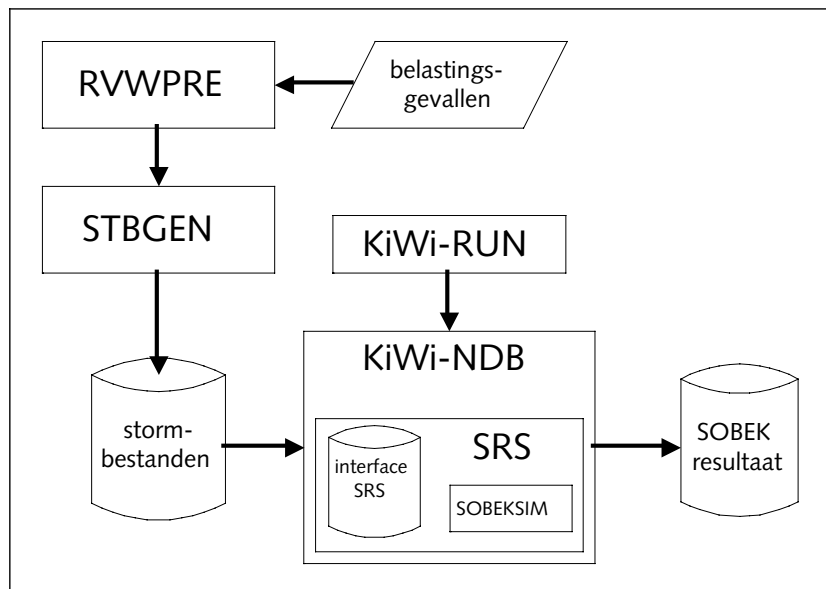 RVWPRE
belastings-
gevallen
STBGEN
KiWi-RUN
KiWi-NDB
storm-
bestanden
interface
SRS
SRS
SOBEKSIM
SOBEK
resultaat